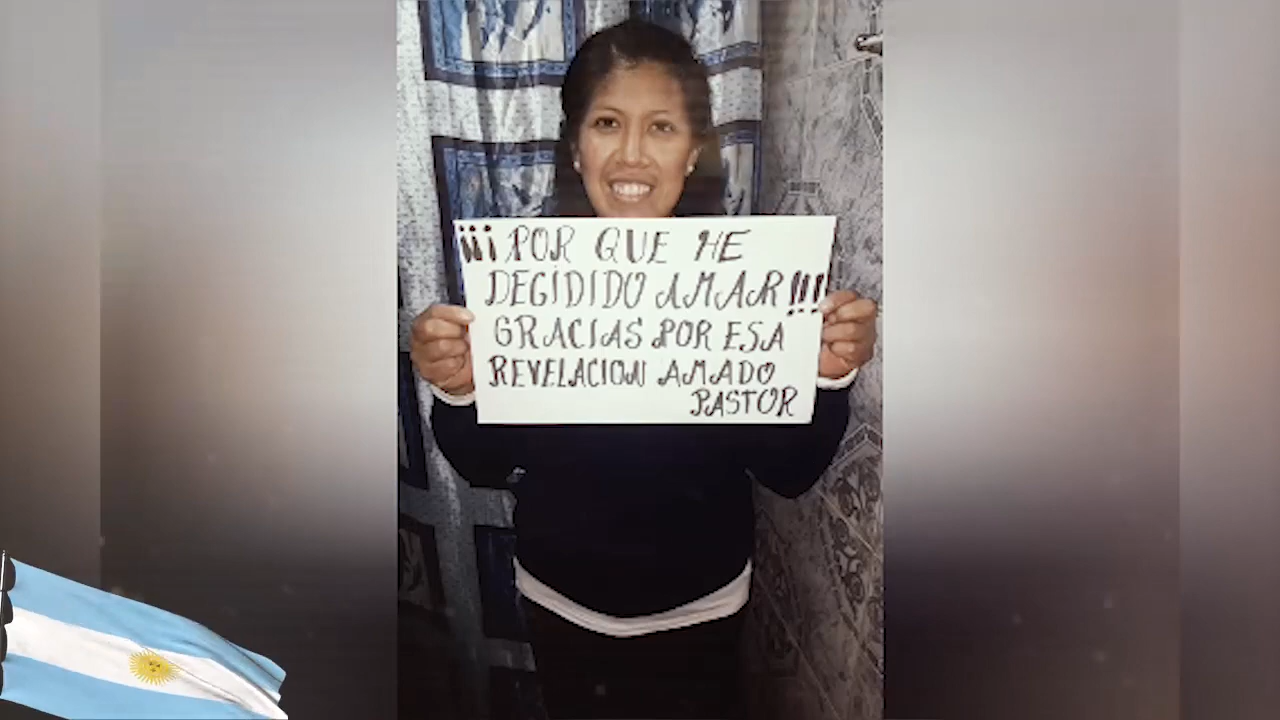 ¡¡¡ POR QUE HE
DECIDIDO AMAR!!!
GRACIAS POR ESA
REVELACION AMADO
PASTOR